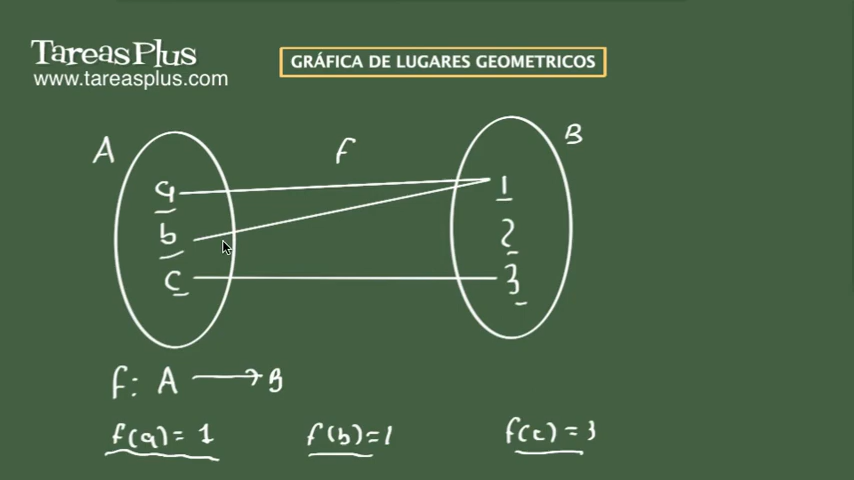 TareasPlus
www.tareasplus.com
GRÁFICA DE LUGARES GEOMETRICOS
A f B
a 1
b 2
c 3
f: A → B
f(a) = 1 f(b) = 1 f(c) = 3